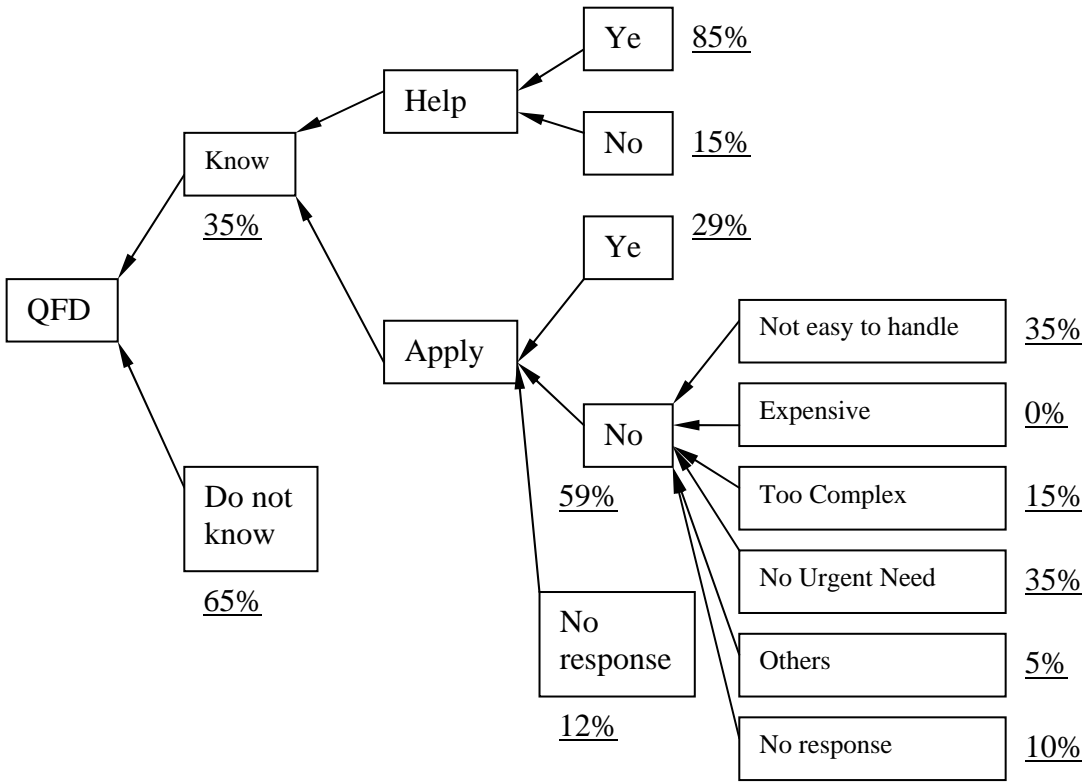 Ye 85%
Help
No 15%
Know
35%
Ye 29%
QFD
Apply
Not easy to handle 35%
Expensive 0%
No
59%
Too Complex 15%
Do not
know
65%
No Urgent Need 35%
No
response
12%
Others 5%
No response 10%